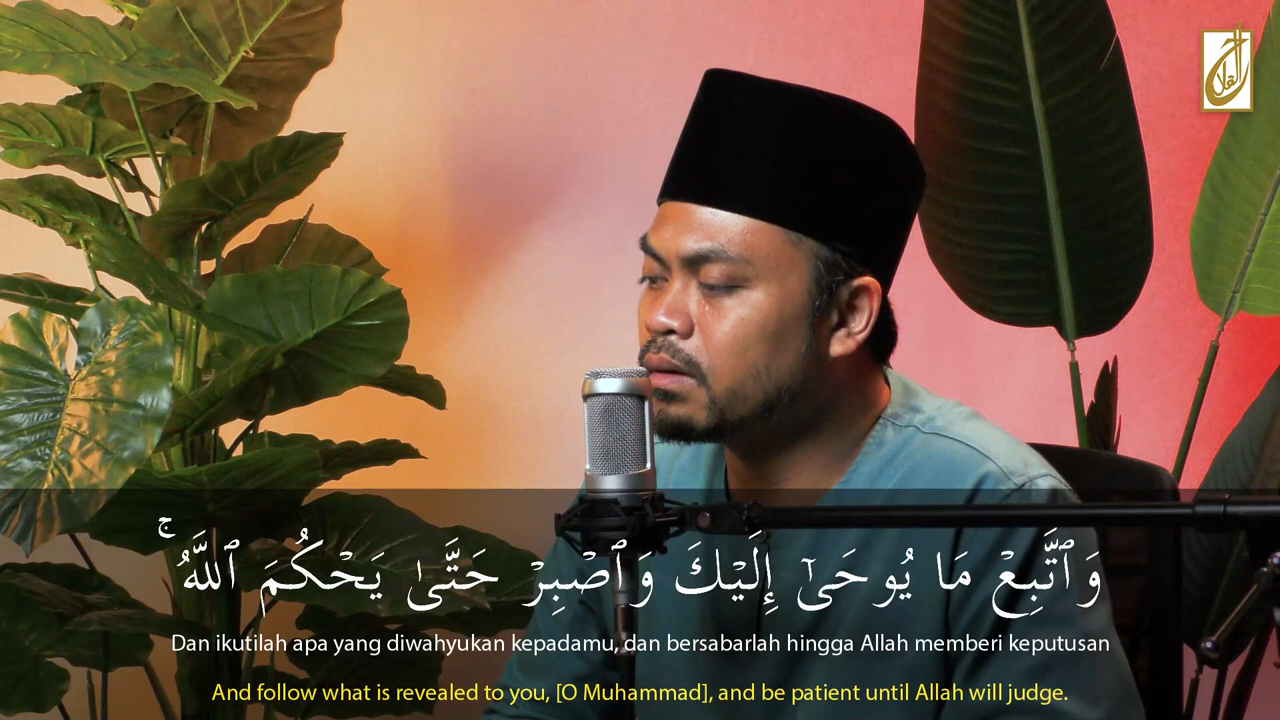 وَٱتَّبِعْ مَا يُوحَىٰٓ إِلَيْكَ وَٱصْبِرْ حَتَّىٰ يَحْكُمَ ٱللَّهُ ۚ
Dan ikutilah apa yang diwahyukan kepadamu, dan bersabarlah hingga Allah memberi keputusan
And follow what is revealed to you, [O Muhammad], and be patient until Allah will judge.